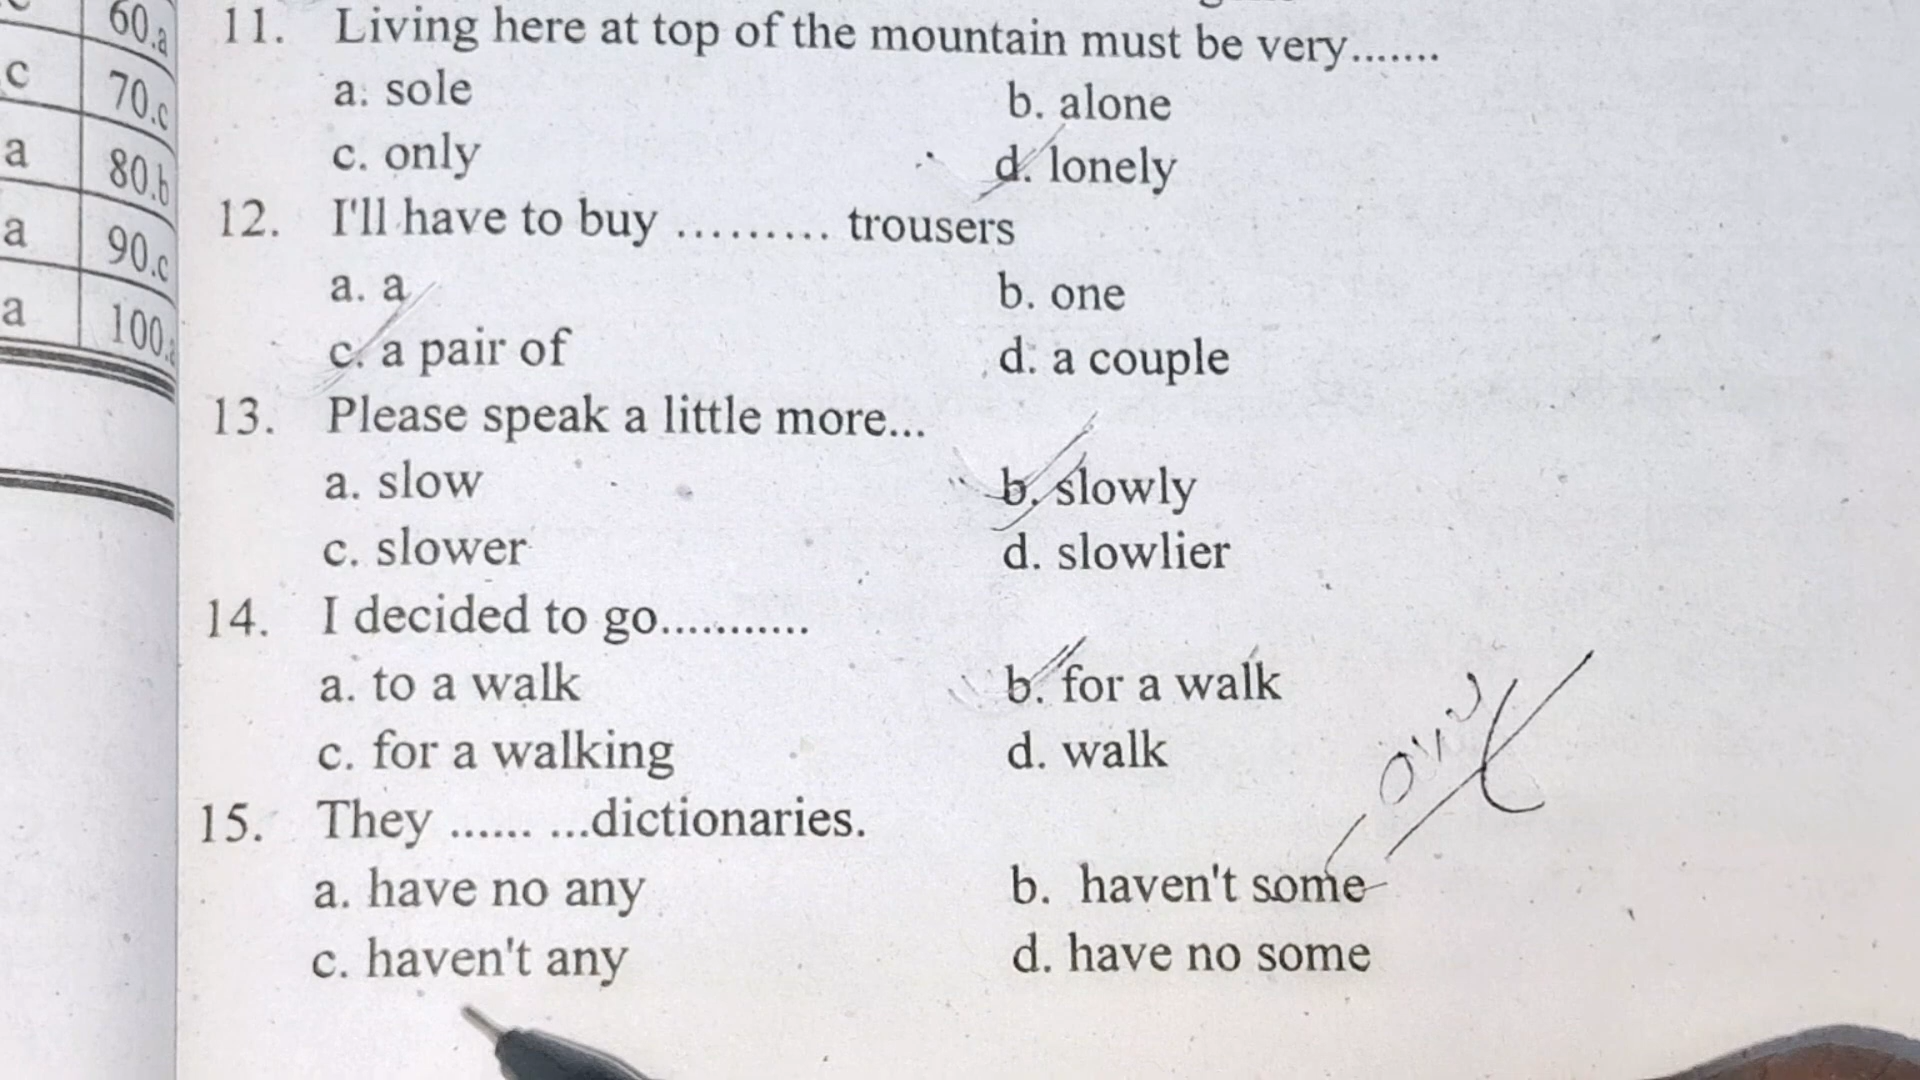 60.a
c 70.c
a 80.b
a 90.c
a 100.
11. Living here at top of the mountain must be very.......
a. sole b. alone
c. only d. lonely
12. I'll have to buy ......... trousers
a. a b. one
c. a pair of d. a couple
13. Please speak a little more...
a. slow b. slowly
c. slower d. slowlier
14. I decided to go...........
a. to a walk b. for a walk
c. for a walking d. walk
15. They ...... ...dictionaries.
a. have no any b. haven't some
c. haven't any d. have no some